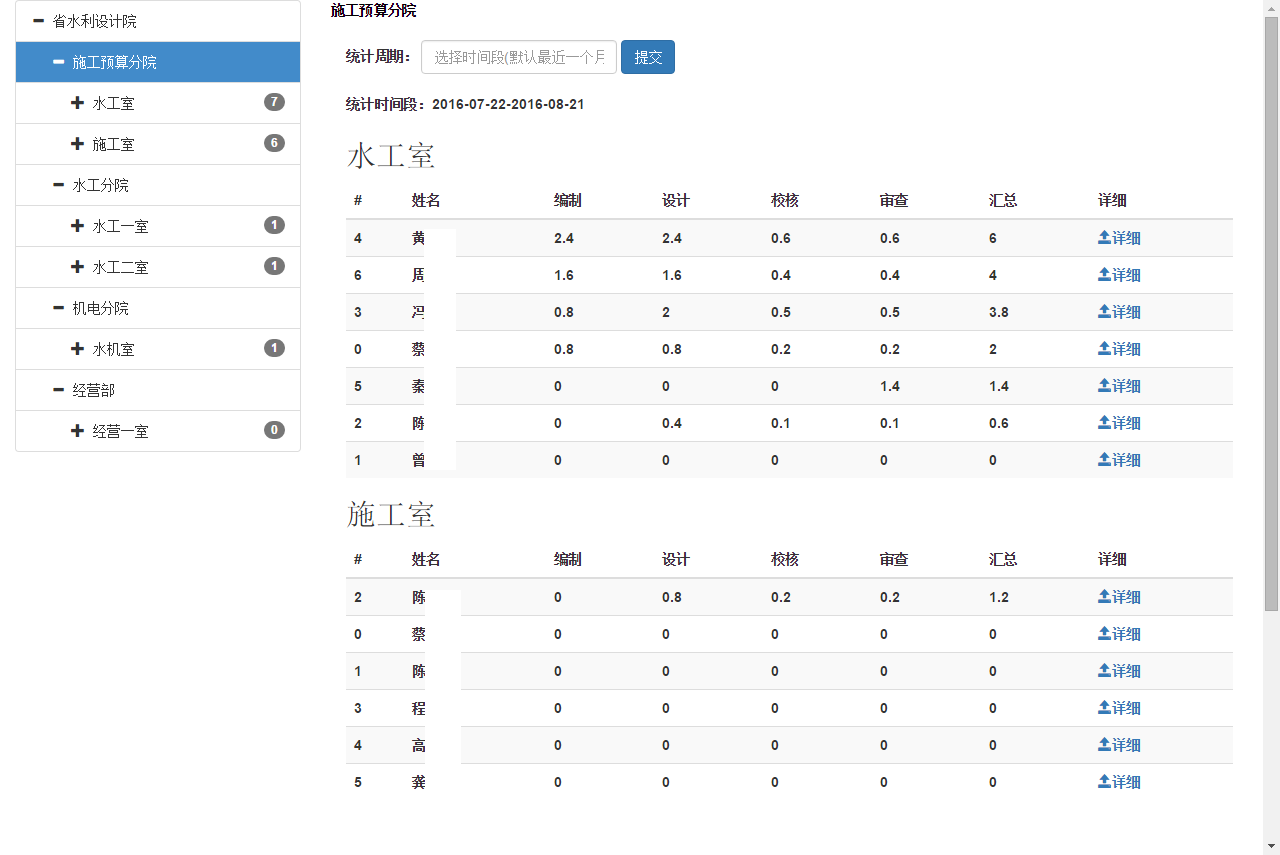 省水利设计院
施工预算分院
水工室 7
施工室 6
水工分院
水工一室 1
水工二室 1
机电分院
水机室 1
经营部
经营一室 0
施工预算分院
统计周期： 选择时间段(默认最近一个月 提交
统计时间段：2016-07-22-2016-08-21
水工室
# 姓名 编制 设计 校核 审查 汇总 详细
4 黄 2.4 2.4 0.6 0.6 6 详细
6 周 1.6 1.6 0.4 0.4 4 详细
3 冯 0.8 2 0.5 0.5 3.8 详细
0 蔡 0.8 0.8 0.2 0.2 2 详细
5 秦 0 0 0 1.4 1.4 详细
2 陈 0 0.4 0.1 0.1 0.6 详细
1 曾 0 0 0 0 0 详细
施工室
# 姓名 编制 设计 校核 审查 汇总 详细
2 陈 0 0.8 0.2 0.2 1.2 详细
0 蔡 0 0 0 0 0 详细
1 陈 0 0 0 0 0 详细
3 程 0 0 0 0 0 详细
4 高 0 0 0 0 0 详细
5 龚 0 0 0 0 0 详细